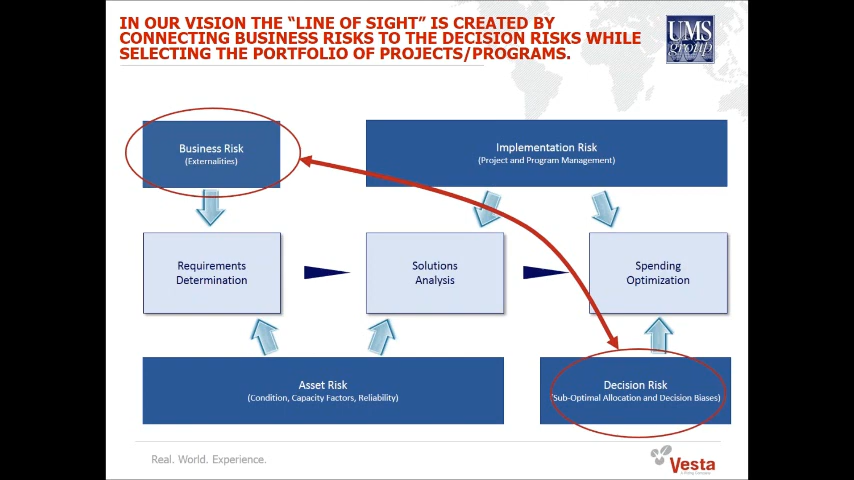 IN OUR VISION THE “LINE OF SIGHT” IS CREATED BY
CONNECTING BUSINESS RISKS TO THE DECISION RISKS WHILE
SELECTING THE PORTFOLIO OF PROJECTS/PROGRAMS.
UMS
group
Business Risk
(Externalities)
Implementation Risk
(Project and Program Management)
Requirements
Determination
Solutions
Analysis
Spending
Optimization
Asset Risk
(Condition, Capacity Factors, Reliability)
Decision Risk
(Sub-Optimal Allocation and Decision Biases)
Real. World. Experience.
Vesta